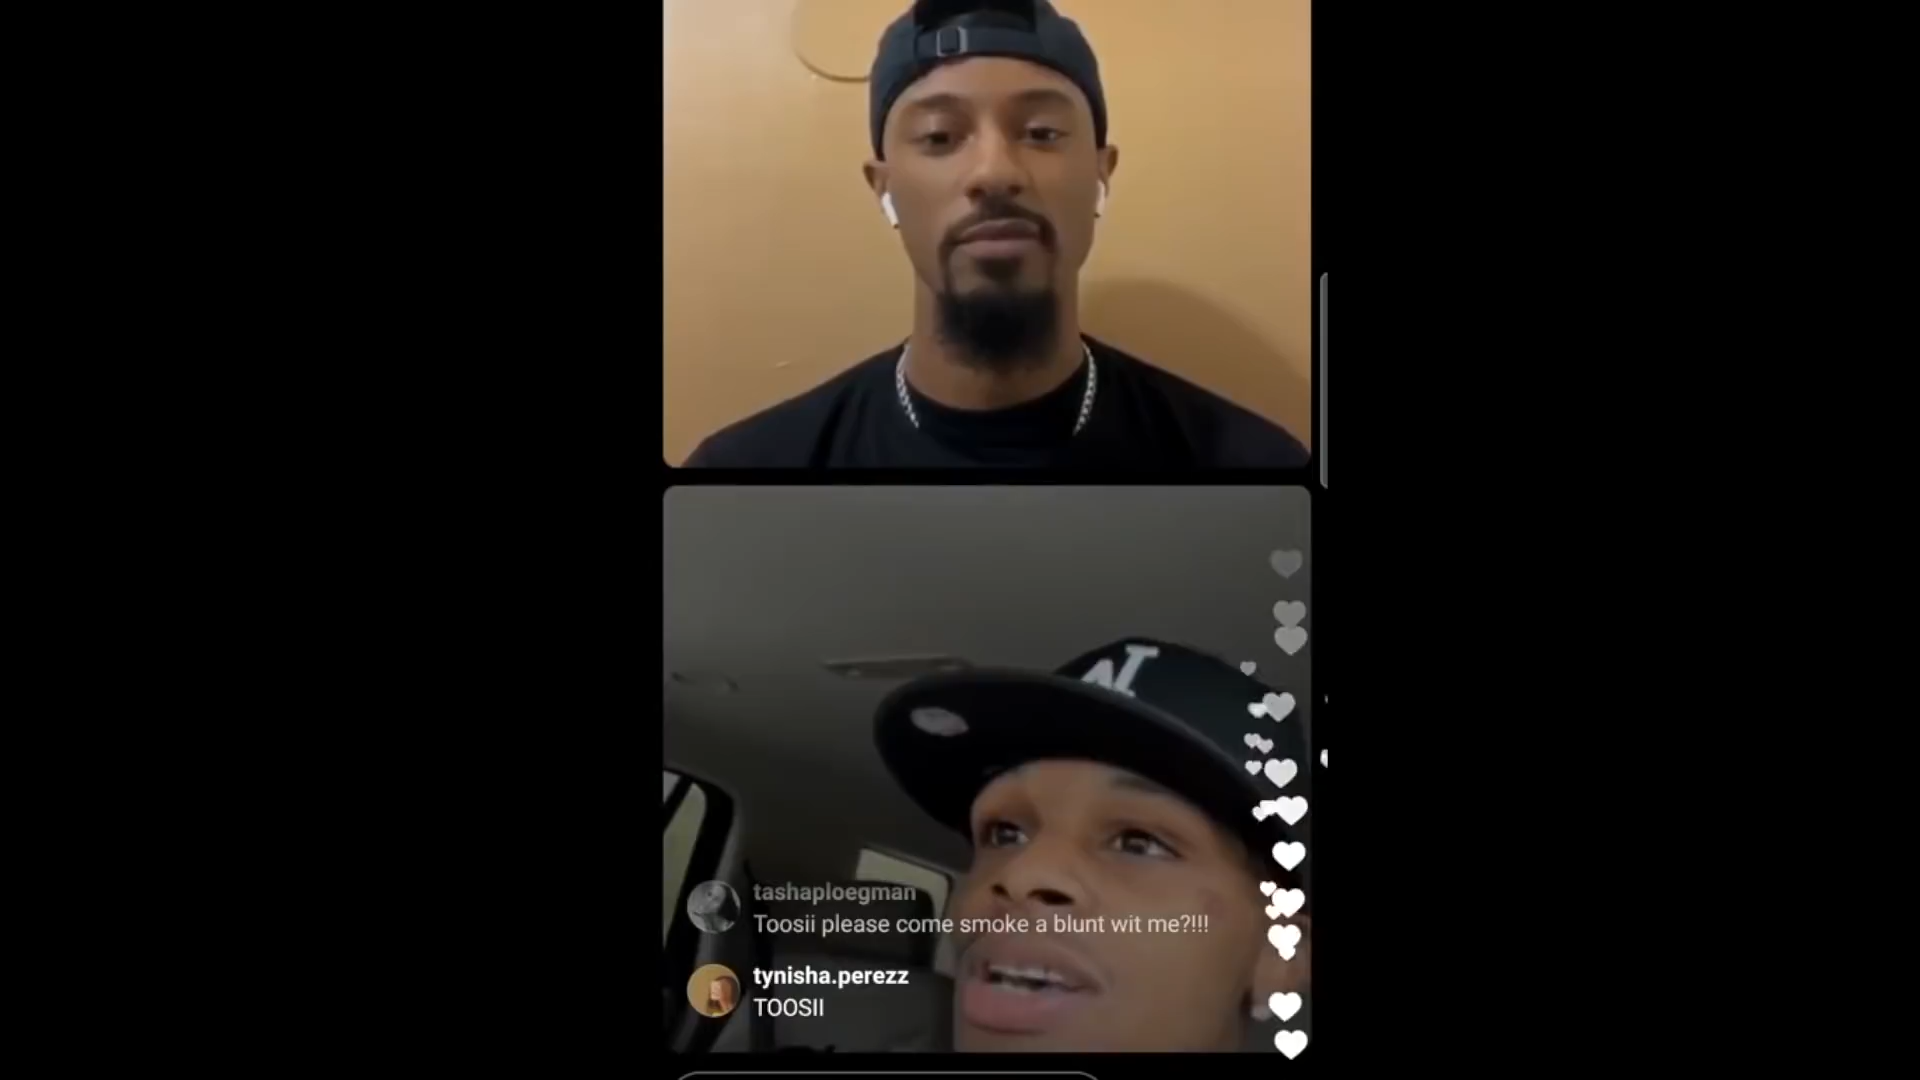 tashaploegman
Toosii please come smoke a blunt wit me?!!!
tynisha.perezz
TOOSII